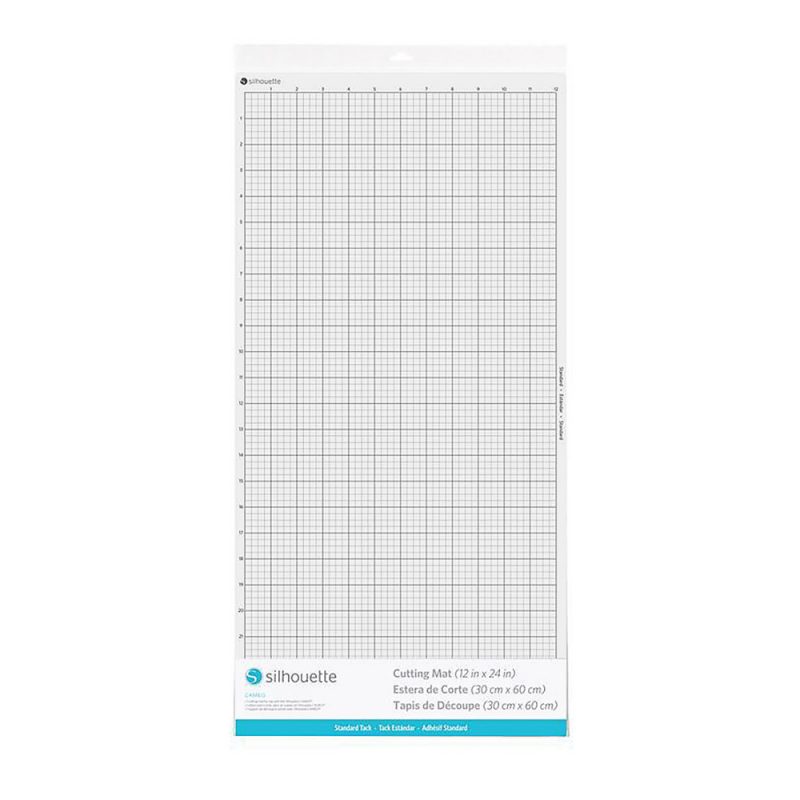 silhouette
1 2 3 4 5 6 7 8 9 10 11 12
1
2
3
4
5
6
7
8
9
10
11
12
13
14
15
16
17
18
19
20
21
Standard • Estándar • Standard
silhouette
CAMEO
Cutting Mat (12 in x 24 in)
Estera de Corte (30 cm x 60 cm)
Tapis de Découpe (30 cm x 60 cm)
Standard Tack • Tack Estándar • Adhésif Standard